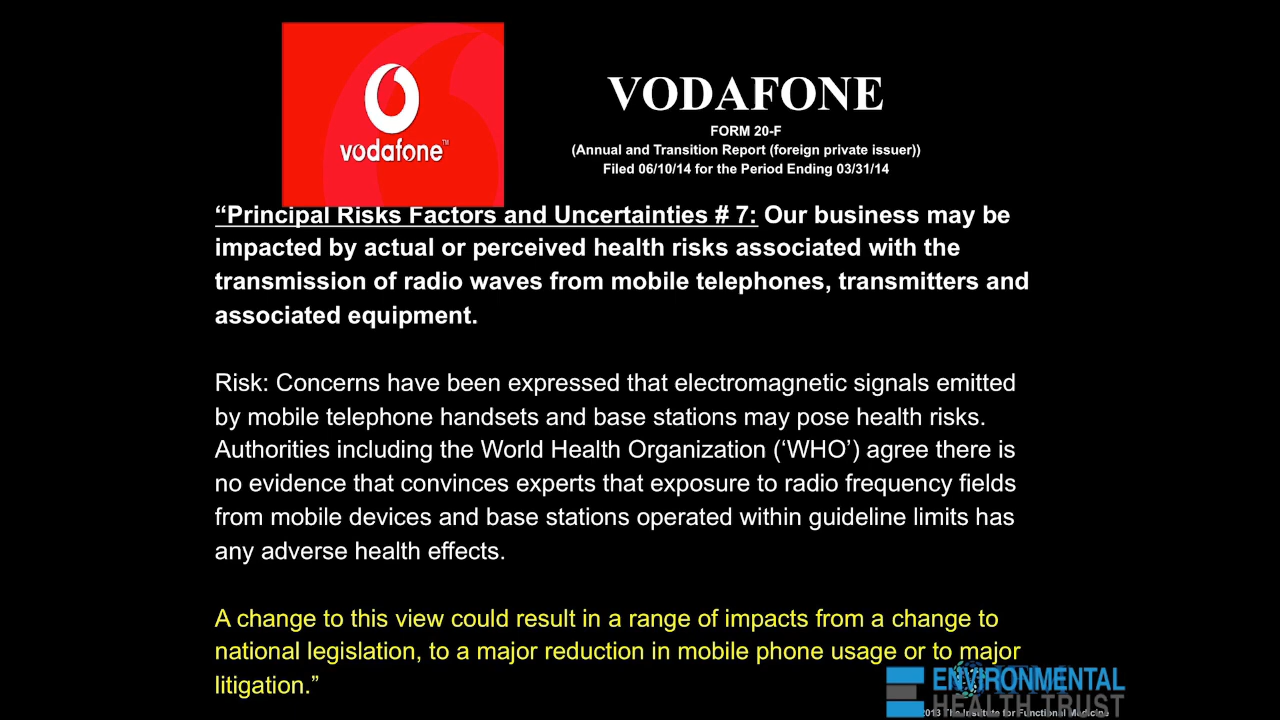 vodafone™
VODAFONE
FORM 20-F
(Annual and Transition Report (foreign private issuer))
Filed 06/10/14 for the Period Ending 03/31/14
“Principal Risks Factors and Uncertainties # 7: Our business may be
impacted by actual or perceived health risks associated with the
transmission of radio waves from mobile telephones, transmitters and
associated equipment.
Risk: Concerns have been expressed that electromagnetic signals emitted
by mobile telephone handsets and base stations may pose health risks.
Authorities including the World Health Organization (‘WHO’) agree there is
no evidence that convinces experts that exposure to radio frequency fields
from mobile devices and base stations operated within guideline limits has
any adverse health effects.
A change to this view could result in a range of impacts from a change to
national legislation, to a major reduction in mobile phone usage or to major
litigation.”
ENVIRONMENTAL
HEALTH TRUST
2013 The Institute for Functional Medicine